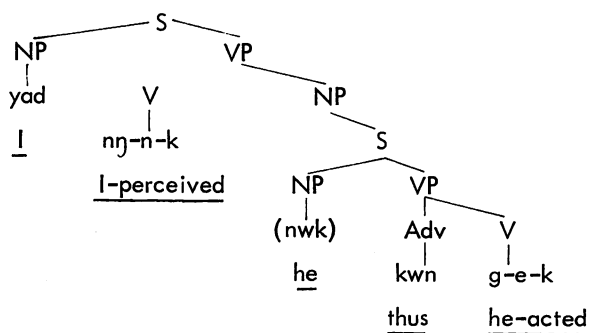 S
NP VP
yad V NP
I nŋ-n-k S
I-perceived NP VP
(nwk) Adv V
he kwn g-e-k
thus he-acted